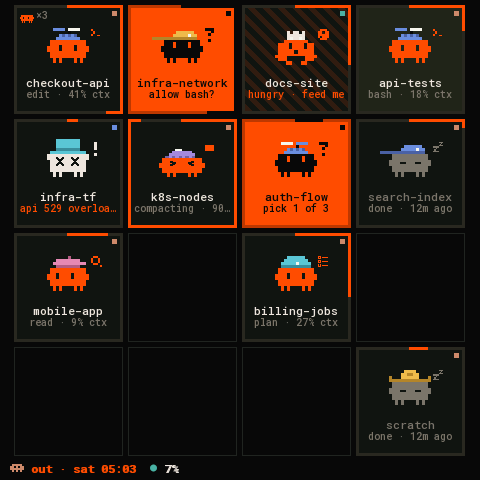 ×3
checkout-api
edit · 41% ctx
infra-network
allow bash?
docs-site
hungry · feed me
api-tests
bash · 18% ctx
infra-tf
api 529 overloa…
k8s-nodes
compacting · 90…
auth-flow
pick 1 of 3
search-index
done · 12m ago
mobile-app
read · 9% ctx
billing-jobs
plan · 27% ctx
scratch
done · 12m ago
out · sat 05:03
7%